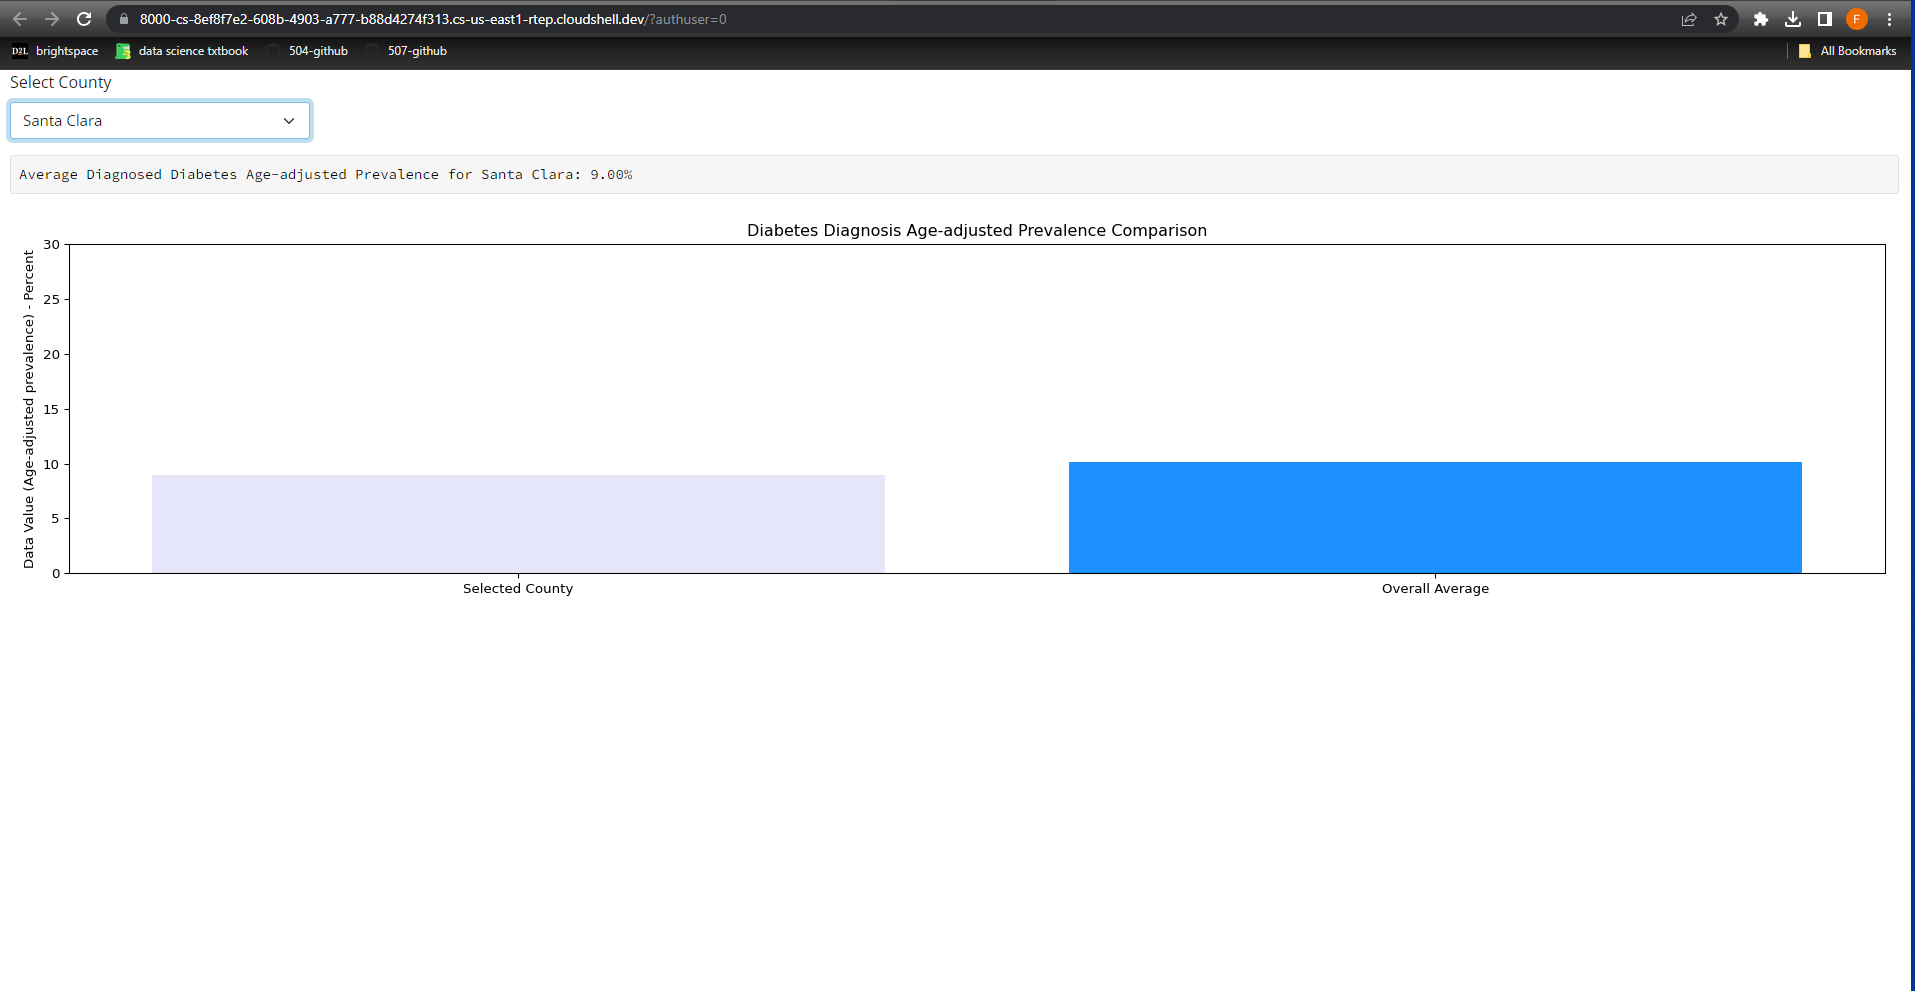 8000-cs-8ef8f7e2-608b-4903-a777-b88d4274f313.cs-us-east1-rtep.cloudshell.dev/?authuser=0
F
D2L brightspace data science txtbook 504-github 507-github All Bookmarks
Select County
Santa Clara
Average Diagnosed Diabetes Age-adjusted Prevalence for Santa Clara: 9.00%
Diabetes Diagnosis Age-adjusted Prevalence Comparison
Data Value (Age-adjusted prevalence) - Percent
30
25
20
15
10
5
0
Selected County Overall Average